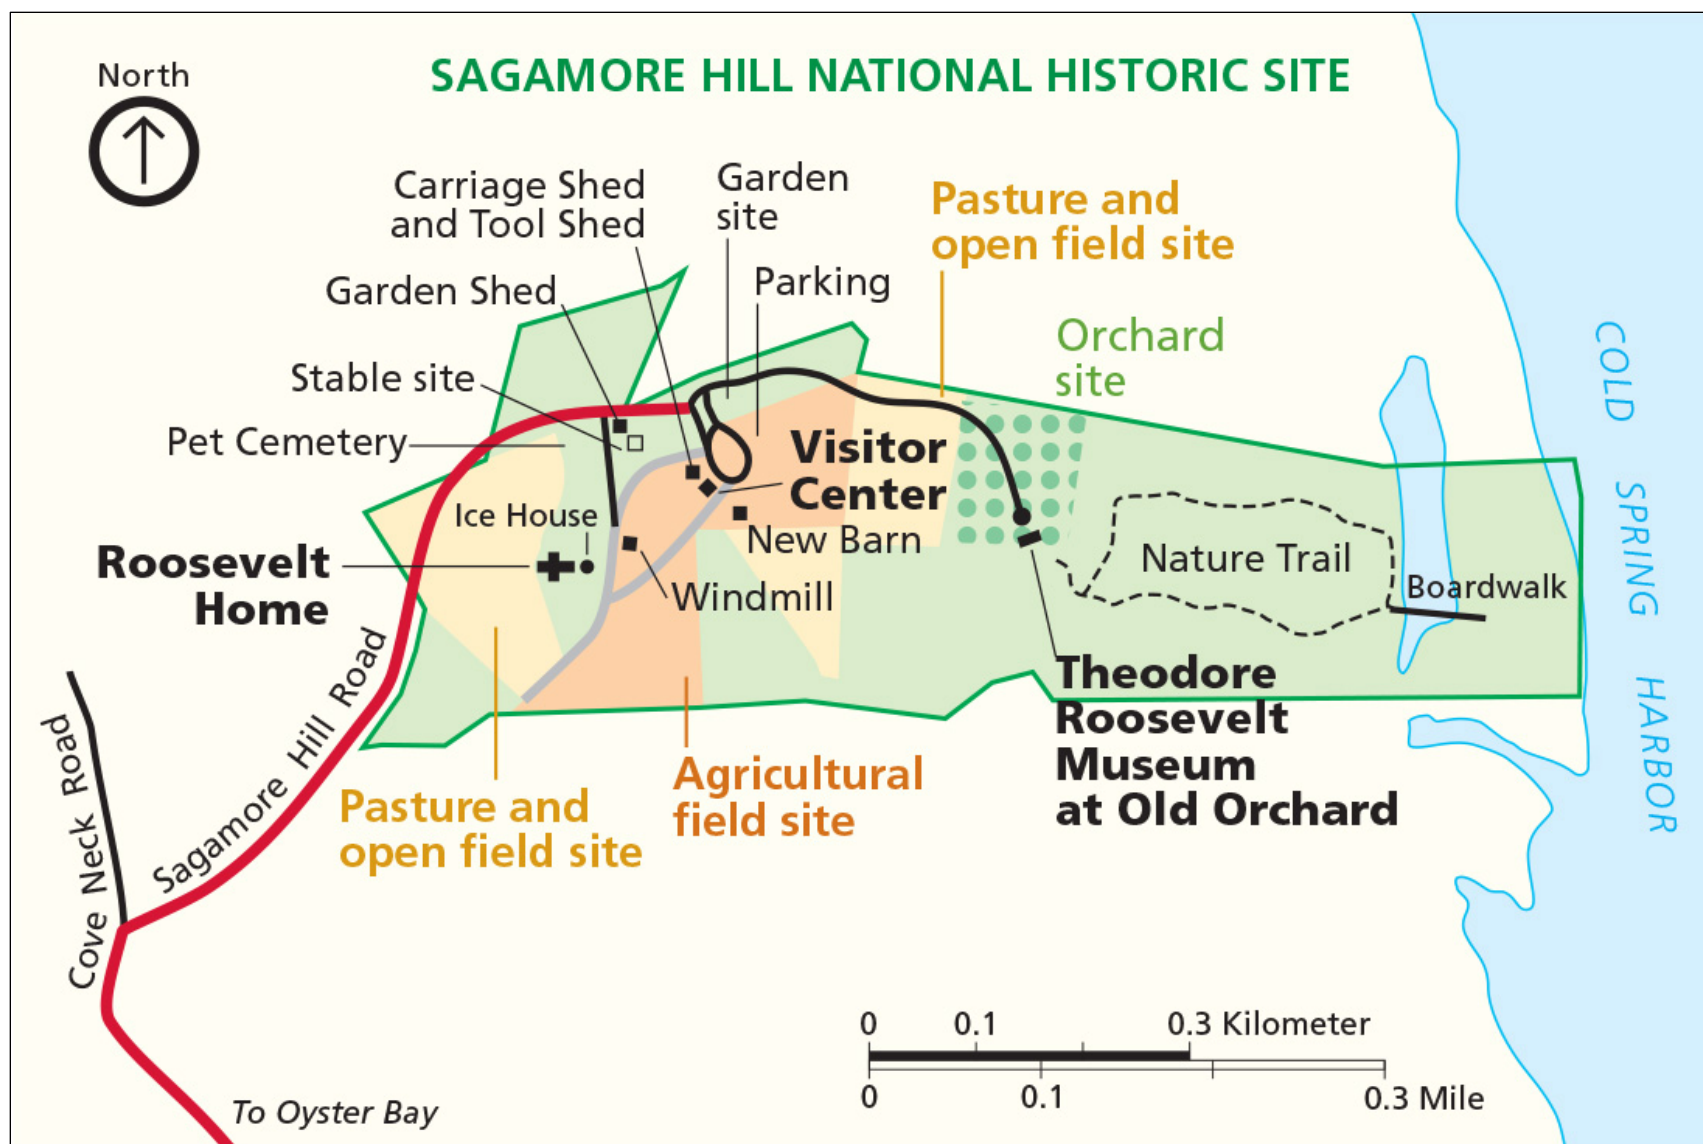 SAGAMORE HILL NATIONAL HISTORIC SITE
North
Carriage Shed
and Tool Shed
Garden
site
Pasture and
open field site
Garden Shed
Parking
Orchard
site
Stable site
Pet Cemetery
Visitor
Center
Ice House
New Barn
Roosevelt
Home
Windmill
Nature Trail
Boardwalk
COLD SPRING HARBOR
Theodore
Roosevelt
Museum
at Old Orchard
Sagamore Hill Road
Cove Neck Road
Agricultural
field site
Pasture and
open field site
To Oyster Bay
0 0.1 0.3 Kilometer
0 0.1 0.3 Mile